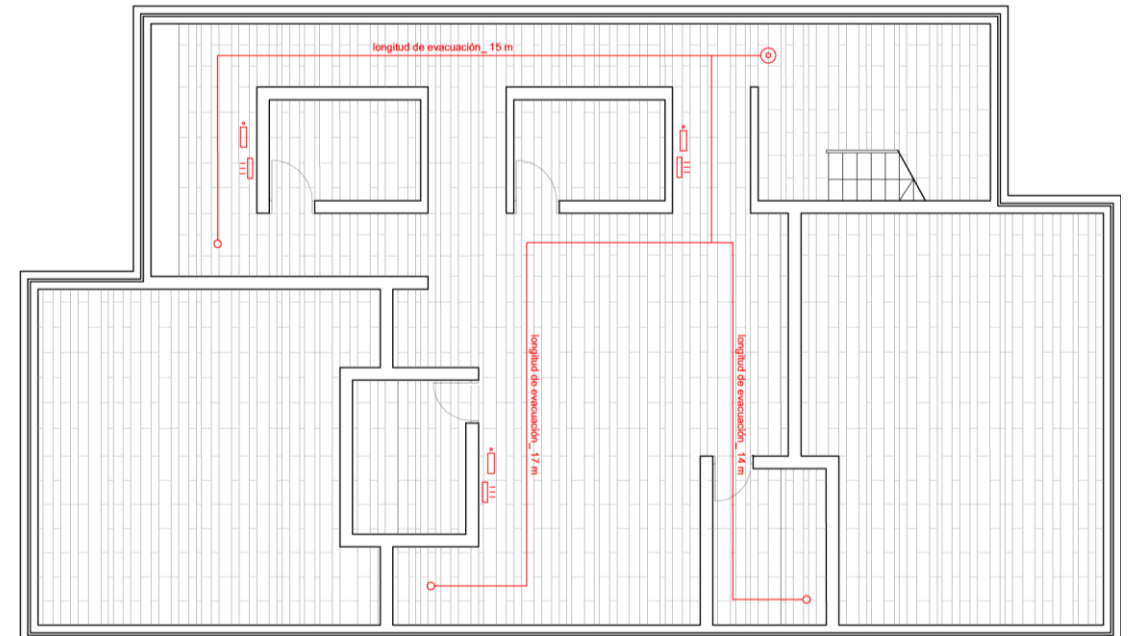 longitud de evacuación_ 15 m
longitud de evacuación_ 17 m
longitud de evacuación_ 14 m